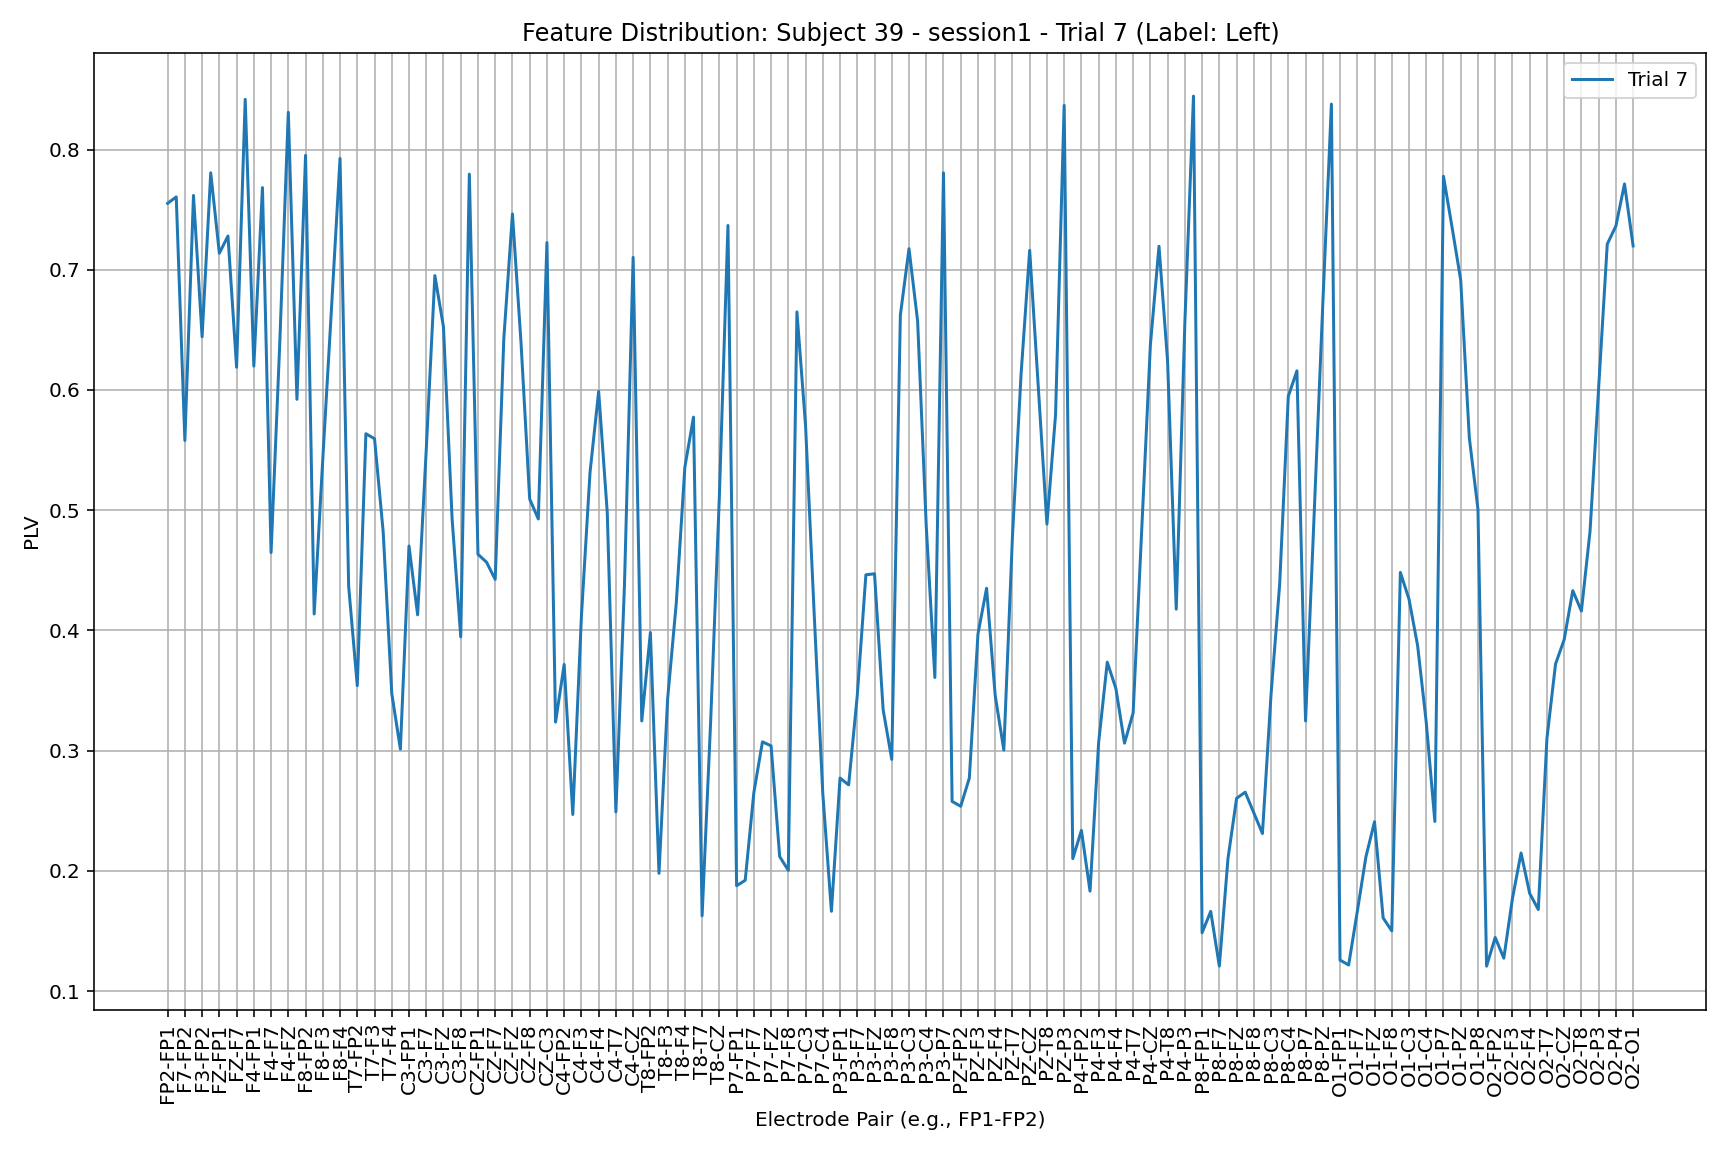 Feature Distribution: Subject 39 - session1 - Trial 7 (Label: Left)
Trial 7
PLV
0.8
0.7
0.6
0.5
0.4
0.3
0.2
0.1
FP2-FP1
F7-FP2
F3-FP2
FZ-FP1
FZ-F7
F4-FP1
F4-F7
F4-FZ
F8-FP2
F8-F3
F8-F4
T7-FP2
T7-F3
T7-F4
C3-FP1
C3-F7
C3-FZ
C3-F8
CZ-FP1
CZ-F7
CZ-FZ
CZ-F8
CZ-C3
C4-FP2
C4-F3
C4-F4
C4-T7
C4-CZ
T8-FP2
T8-F3
T8-F4
T8-T7
T8-CZ
P7-FP1
P7-F7
P7-FZ
P7-F8
P7-C3
P7-C4
P3-FP1
P3-F7
P3-FZ
P3-F8
P3-C3
P3-C4
P3-P7
PZ-FP2
PZ-F3
PZ-F4
PZ-T7
PZ-CZ
PZ-T8
PZ-P3
P4-FP2
P4-F3
P4-F4
P4-T7
P4-CZ
P4-T8
P4-P3
P8-FP1
P8-F7
P8-FZ
P8-F8
P8-C3
P8-C4
P8-P7
P8-PZ
O1-FP1
O1-F7
O1-FZ
O1-F8
O1-C3
O1-C4
O1-P7
O1-PZ
O1-P8
O2-FP2
O2-F3
O2-F4
O2-T7
O2-CZ
O2-T8
O2-P3
O2-P4
O2-O1
Electrode Pair (e.g., FP1-FP2)